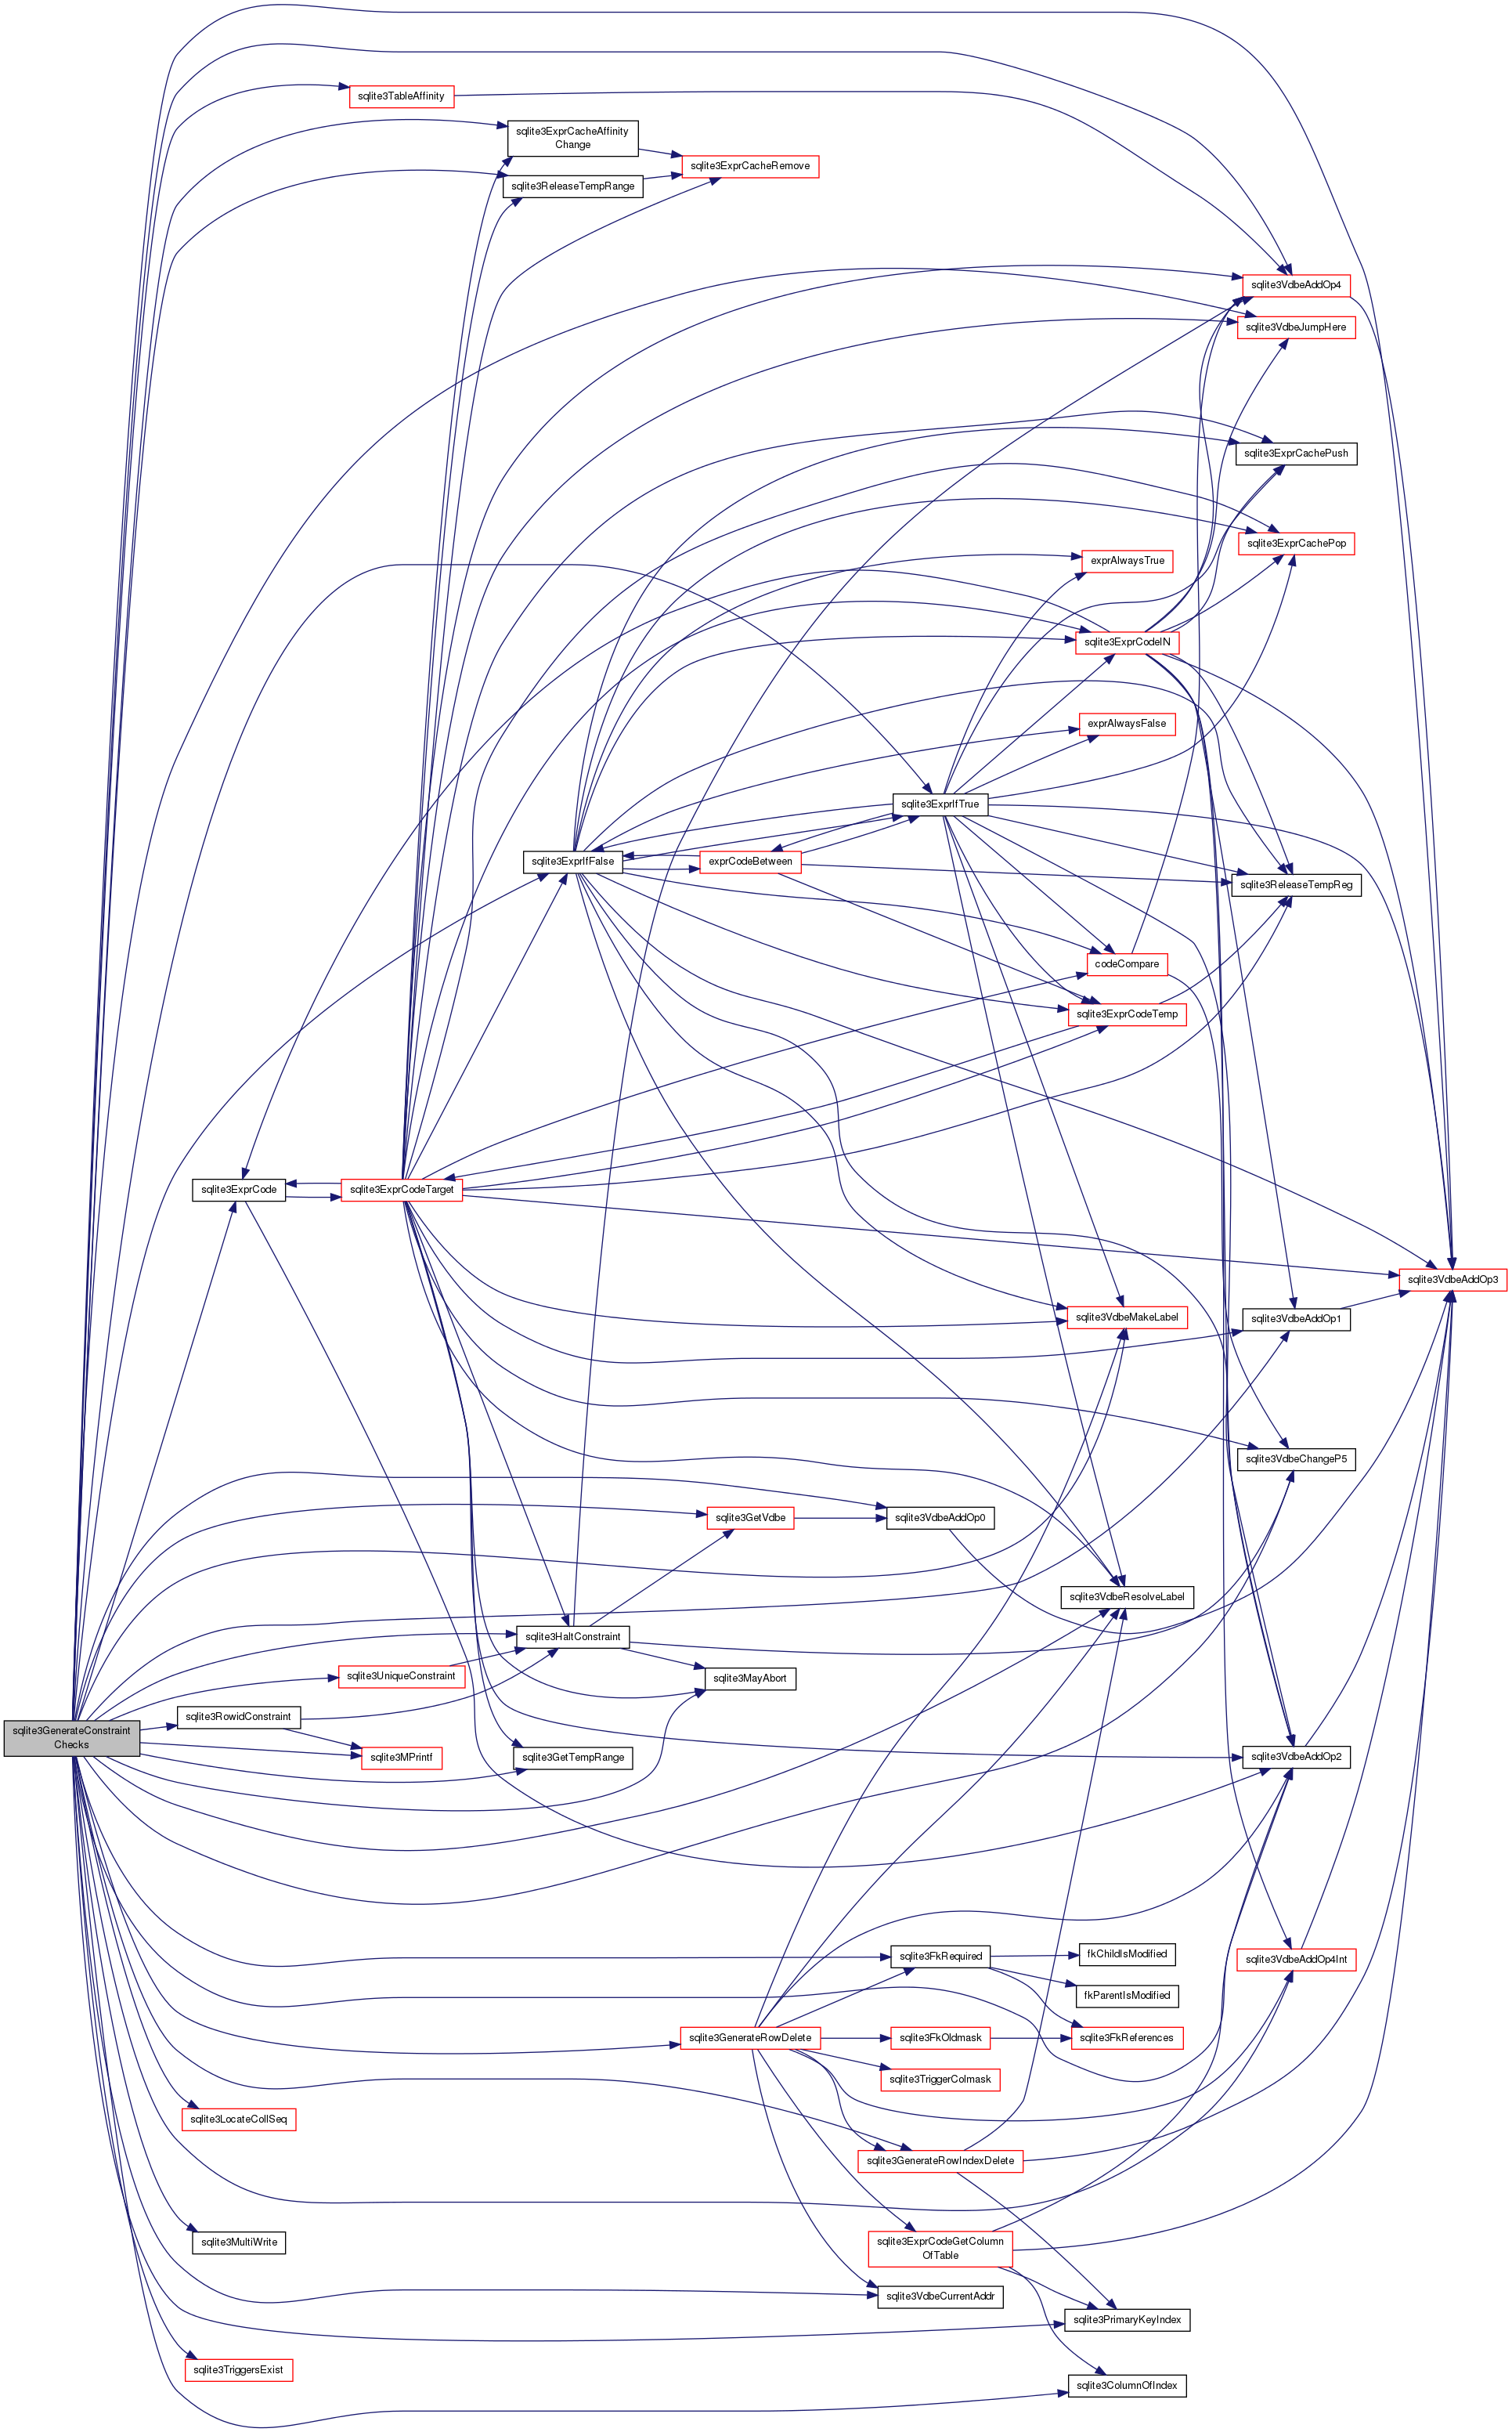 sqlite3TableAffinity
sqlite3ExprCacheAffinity
Change
sqlite3ExprCacheRemove
sqlite3ReleaseTempRange
sqlite3VdbeAddOp4
sqlite3VdbeJumpHere
sqlite3ExprCachePush
sqlite3ExprCachePop
exprAlwaysTrue
sqlite3ExprCodeIN
exprAlwaysFalse
sqlite3ExprIfTrue
sqlite3ExprIfFalse
exprCodeBetween
sqlite3ReleaseTempReg
codeCompare
sqlite3ExprCodeTemp
sqlite3ExprCode
sqlite3ExprCodeTarget
sqlite3VdbeAddOp3
sqlite3VdbeMakeLabel
sqlite3VdbeAddOp1
sqlite3VdbeChangeP5
sqlite3GetVdbe
sqlite3VdbeAddOp0
sqlite3VdbeResolveLabel
sqlite3HaltConstraint
sqlite3UniqueConstraint
sqlite3MayAbort
sqlite3RowidConstraint
sqlite3GenerateConstraint
Checks
sqlite3MPrintf
sqlite3GetTempRange
sqlite3VdbeAddOp2
sqlite3FkRequired
fkChildIsModified
sqlite3VdbeAddOp4Int
fkParentIsModified
sqlite3GenerateRowDelete
sqlite3FkOldmask
sqlite3FkReferences
sqlite3TriggerColmask
sqlite3LocateCollSeq
sqlite3GenerateRowIndexDelete
sqlite3MultiWrite
sqlite3ExprCodeGetColumn
OfTable
sqlite3VdbeCurrentAddr
sqlite3PrimaryKeyIndex
sqlite3TriggersExist
sqlite3ColumnOfIndex